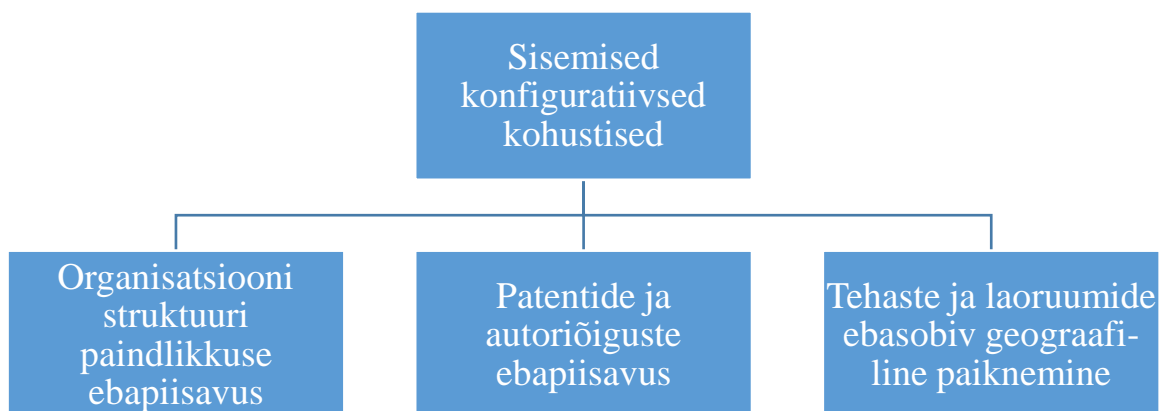 Sisemised
konfiguratiivsed
kohustised
Organisatsiooni
struktuuri
paindlikkuse
ebapiisavus
Patentide ja
autoriõiguste
ebapiisavus
Tehaste ja laoruumide
ebasobiv geograafi-
line paiknemine